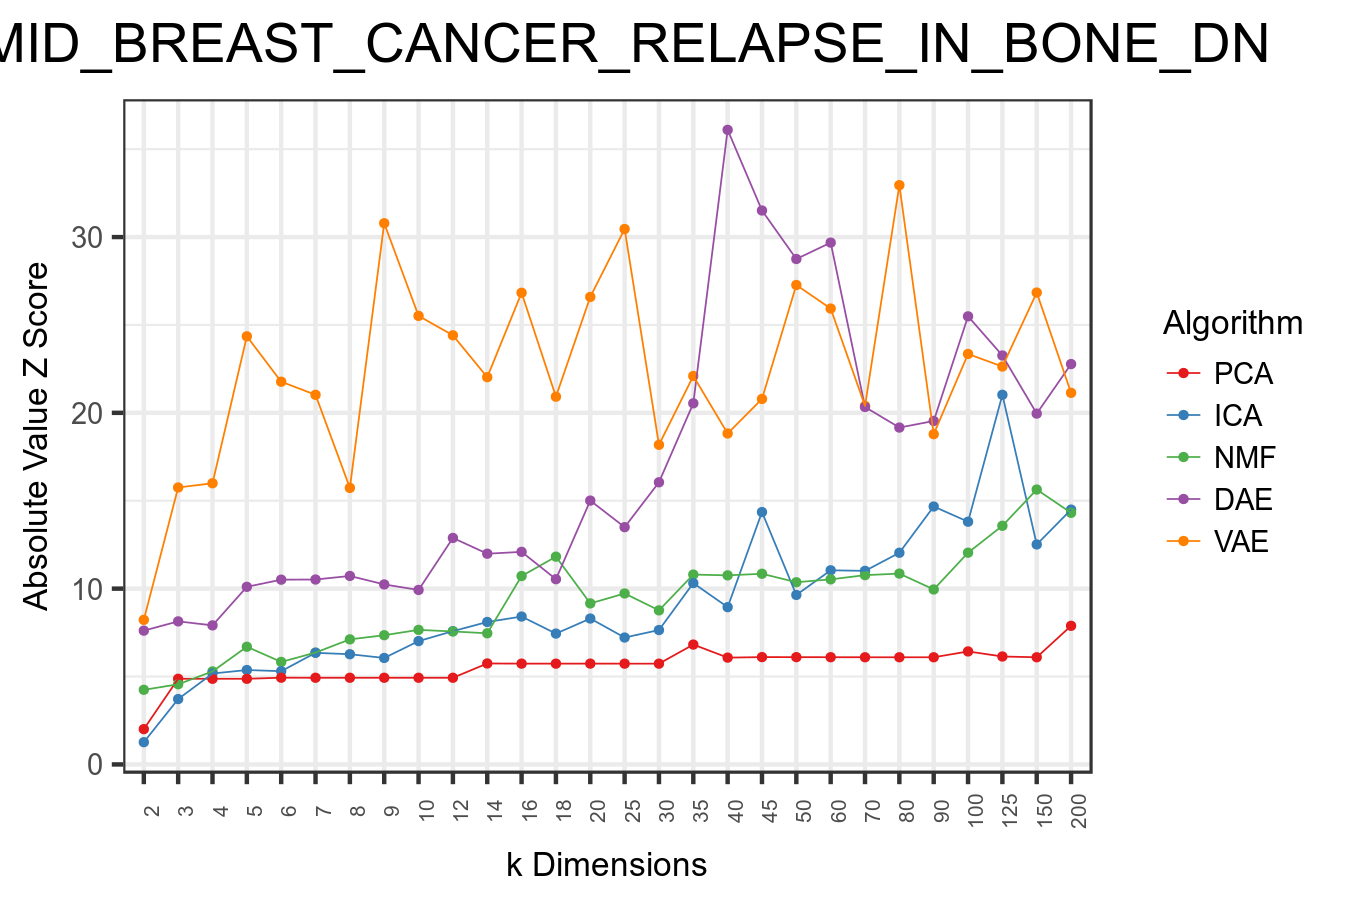 MID_BREAST_CANCER_RELAPSE_IN_BONE_DN
Absolute Value Z Score
30
20
10
0
2 3 4 5 6 7 8 9 10 12 14 16 18 20 25 30 35 40 45 50 60 70 80 90 100 125 150 200
k Dimensions
Algorithm
PCA
ICA
NMF
DAE
VAE